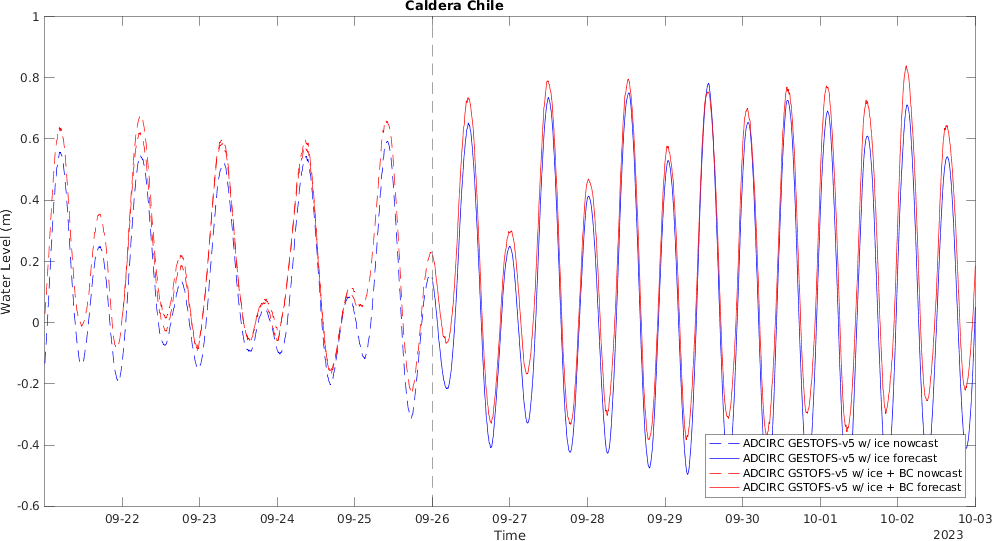 Caldera Chile
Water Level (m)
1
0.8
0.6
0.4
0.2
0
-0.2
-0.4
-0.6
ADCIRC GESTOFS-v5 w/ ice nowcast
ADCIRC GESTOFS-v5 w/ ice forecast
ADCIRC GSTOFS-v5 w/ ice + BC nowcast
ADCIRC GSTOFS-v5 w/ ice + BC forecast
09-22 09-23 09-24 09-25 09-26 09-27 09-28 09-29 09-30 10-01 10-02 10-03
Time
2023